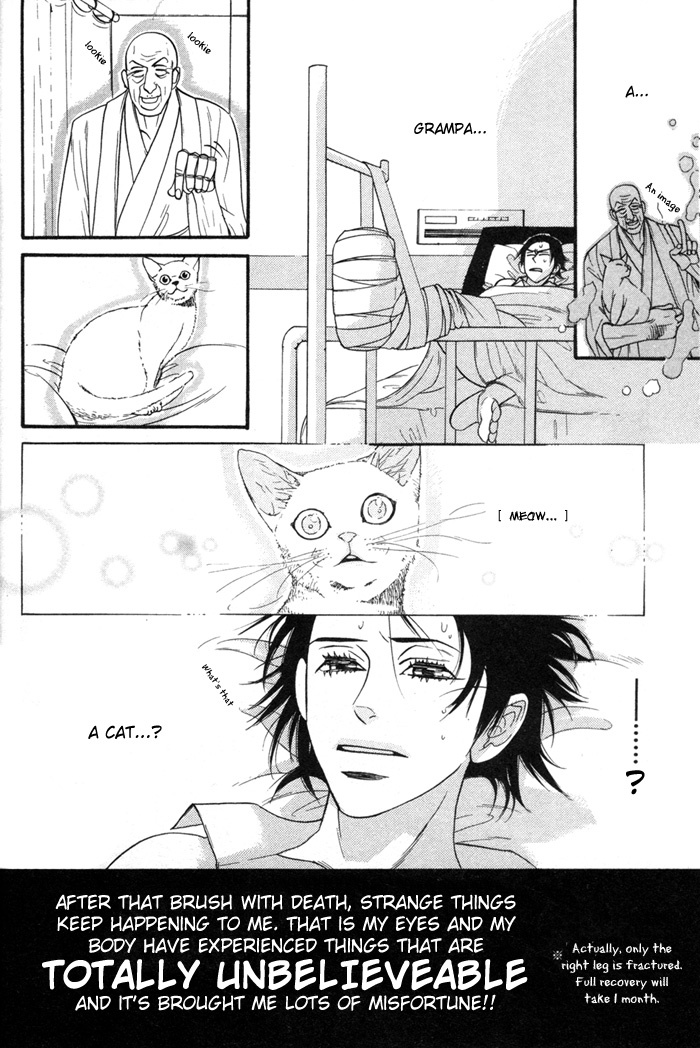 A...
An image
GRAMPA...
lookie
lookie
[ MEOW... ]
?
What's that
A CAT...?
AFTER THAT BRUSH WITH DEATH, STRANGE THINGS
KEEP HAPPENING TO ME. THAT IS MY EYES AND MY
BODY HAVE EXPERIENCED THINGS THAT ARE
TOTALLY UNBELIEVEABLE
AND IT'S BROUGHT ME LOTS OF MISFORTUNE!!
※ Actually, only the
right leg is fractured.
Full recovery will
take 1 month.